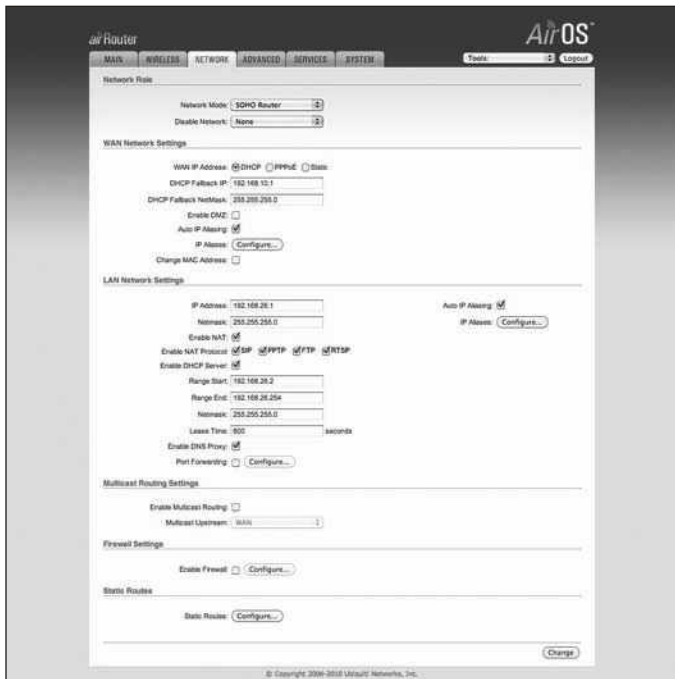 airRouter
AirOS™
MAIN WIRELESS NETWORK ADVANCED SERVICES SYSTEM Tools: Logout
Network Role
Network Mode: SOHO Router
Disable Network: None
WAN Network Settings
WAN IP Address: DHCP PPPoE Static
DHCP Fallback IP: 192.168.10.1
DHCP Fallback NetMask: 255.255.255.0
Enable DMZ:
Auto IP Aliasing:
IP Aliases: Configure...
Change MAC Address:
LAN Network Settings
IP Address: 192.168.26.1 Auto IP Aliasing:
Netmask: 255.255.255.0 IP Aliases: Configure...
Enable NAT:
Enable NAT Protocol: SIP PPTP FTP RTSP
Enable DHCP Server:
Range Start: 192.168.26.2
Range End: 192.168.26.254
Netmask: 255.255.255.0
Lease Time: 600 seconds
Enable DNS Proxy:
Port Forwarding: Configure...
Multicast Routing Settings
Enable Multicast Routing:
Multicast Upstream: WAN
Firewall Settings
Enable Firewall: Configure...
Static Routes
Static Routes: Configure...
Change
© Copyright 2006-2010 Ubiquiti Networks, Inc.